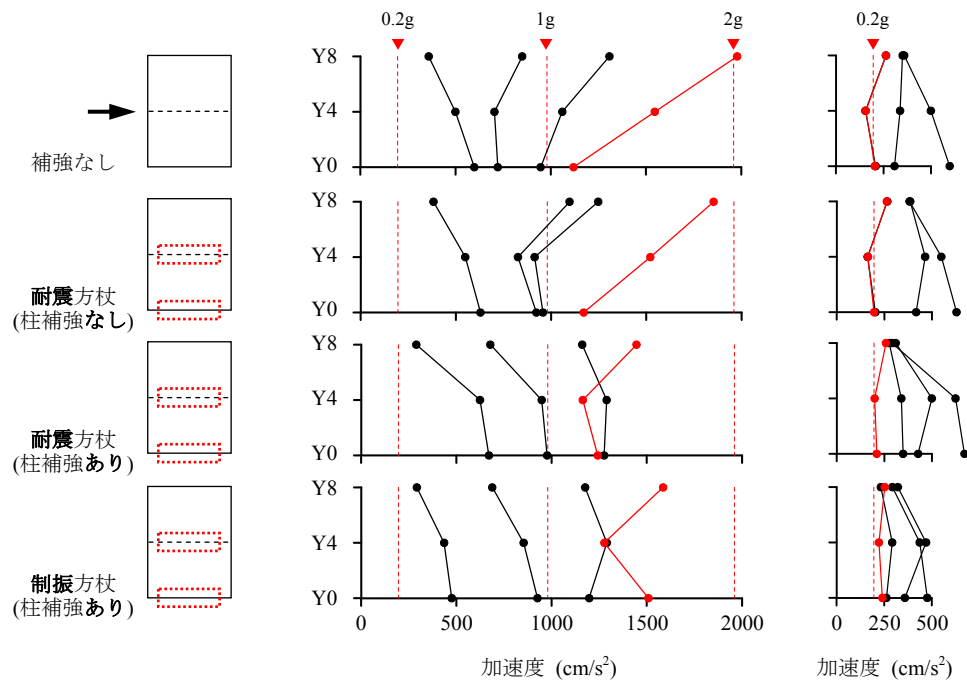 0.2g 1g 2g 0.2g
補強なし
Y8
Y4
Y0
耐震方杖
(柱補強なし)
Y8
Y4
Y0
耐震方杖
(柱補強あり)
Y8
Y4
Y0
制振方杖
(柱補強あり)
Y8
Y4
Y0
0 500 1000 1500 2000
加速度 (cm/s²)
0 250 500
加速度 (cm/s²)